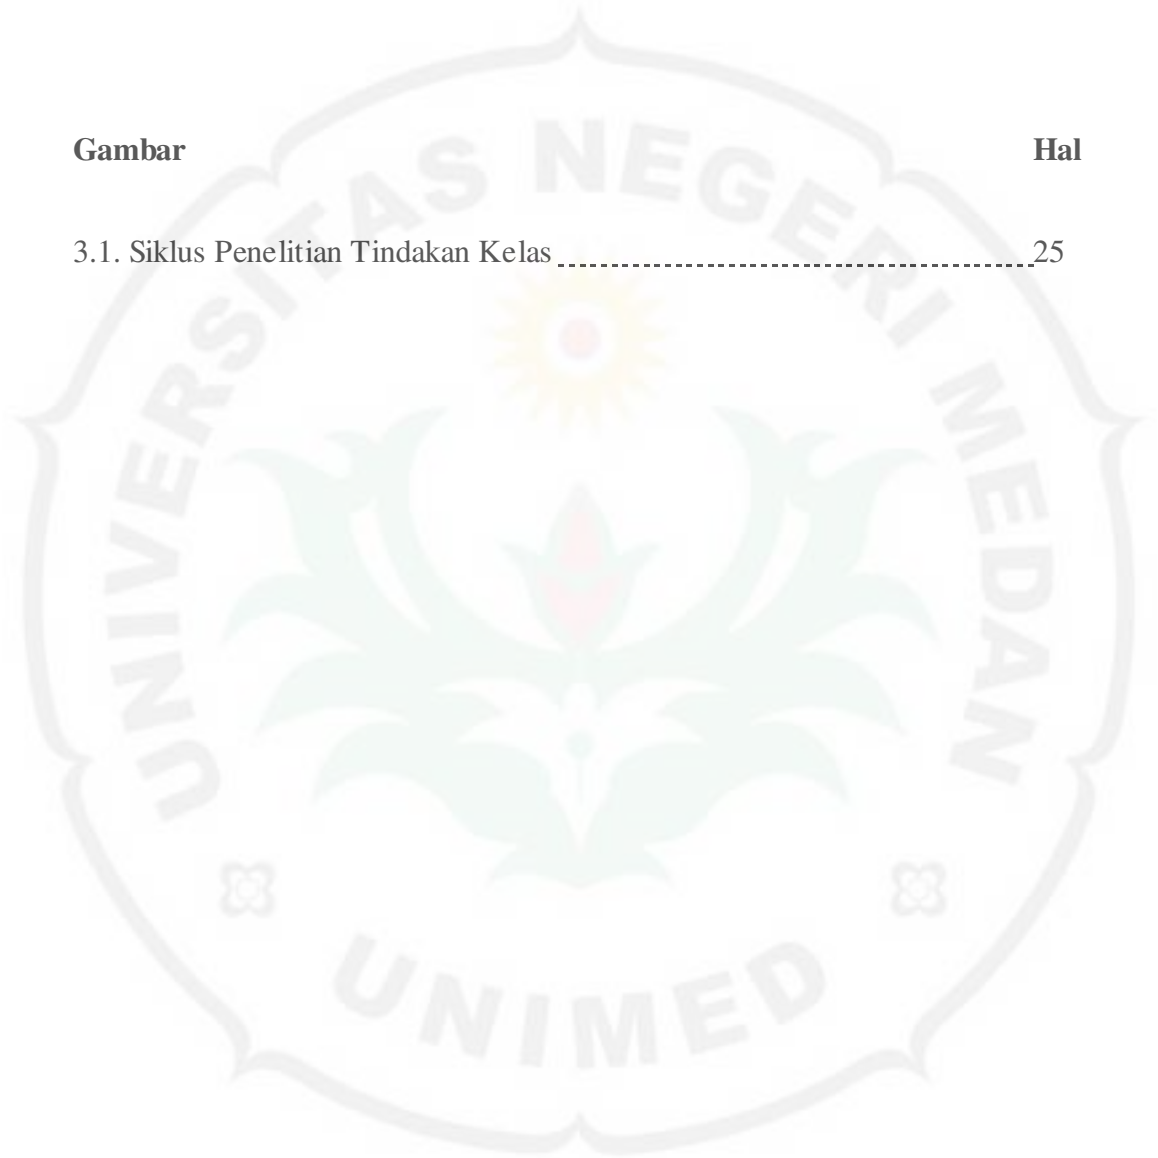 Gambar Hal
3.1. Siklus Penelitian Tindakan Kelas 25
UNIVERSITAS NEGERI MEDAN
UNIMED